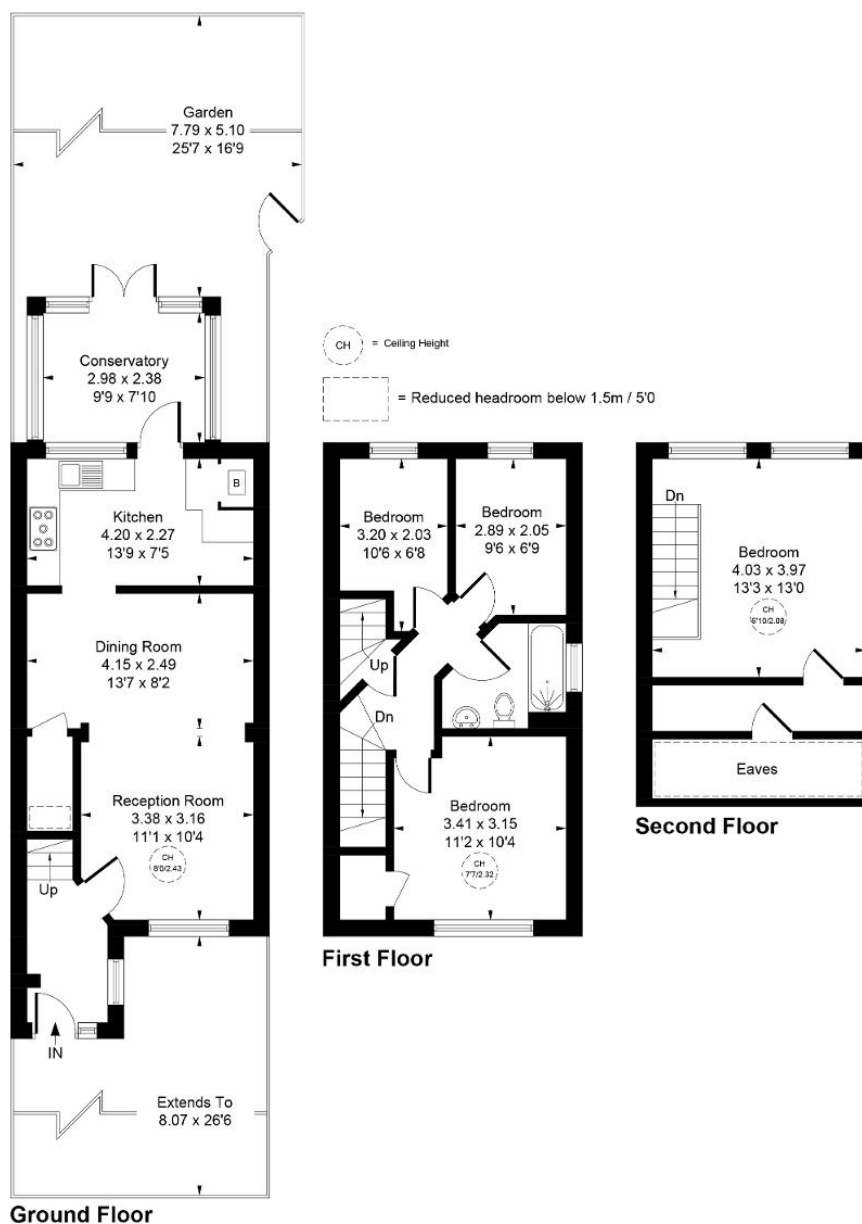 Garden
7.79 x 5.10
25'7 x 16'9
Conservatory
2.98 x 2.38
9'9 x 7'10
B
Kitchen
4.20 x 2.27
13'9 x 7'5
Dining Room
4.15 x 2.49
13'7 x 8'2
Reception Room
3.38 x 3.16
11'1 x 10'4
CH
8'0/2.43
Up
IN
Extends To
8.07 x 26'6
Ground Floor
CH = Ceiling Height
= Reduced headroom below 1.5m / 5'0
Bedroom
3.20 x 2.03
10'6 x 6'8
Bedroom
2.89 x 2.05
9'6 x 6'9
Up
Dn
Bedroom
3.41 x 3.15
11'2 x 10'4
CH
7'7/2.32
First Floor
Dn
Bedroom
4.03 x 3.97
13'3 x 13'0
CH
6'10/2.08
Eaves
Second Floor